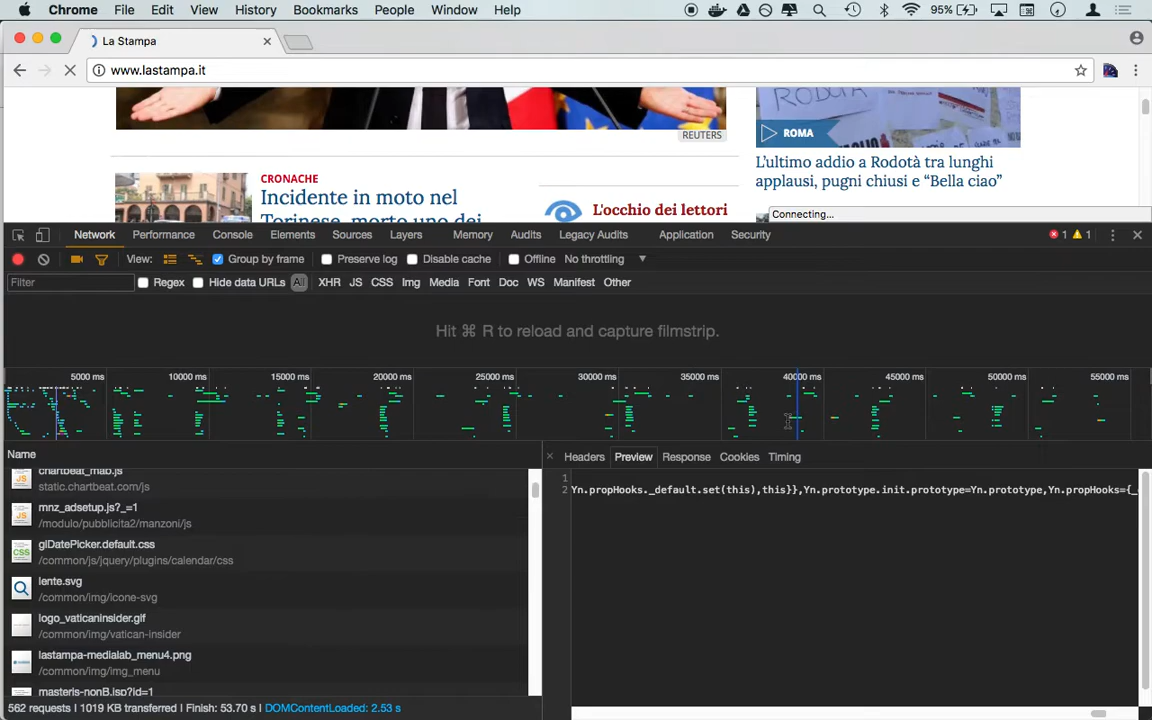 Chrome File Edit View History Bookmarks People Window Help 95%
La Stampa
www.lastampa.it
RODOTÀ
REUTERS
ROMA
L'ultimo addio a Rodotà tra lunghi
applausi, pugni chiusi e “Bella ciao”
CRONACHE
Incidente in moto nel
Torinese, morto uno dei
L'occhio dei lettori
Connecting...
Network Performance Console Elements Sources Layers Memory Audits Legacy Audits Application Security 1 1
View: Group by frame Preserve log Disable cache Offline No throttling
Filter Regex Hide data URLs All XHR JS CSS Img Media Font Doc WS Manifest Other
Hit ⌘ R to reload and capture filmstrip.
5000 ms 10000 ms 15000 ms 20000 ms 25000 ms 30000 ms 35000 ms 40000 ms 45000 ms 50000 ms 55000 ms
Name
Headers Preview Response Cookies Timing
chartbeat_mab.js
static.chartbeat.com/js
mnz_adsetup.js?_=1
/modulo/pubblicita2/manzoni/js
glDatePicker.default.css
/common/js/jquery/plugins/calendar/css
lente.svg
/common/img/icone-svg
logo_vaticaninsider.gif
/common/img/vatican-insider
lastampa-medialab_menu4.png
/common/img/img_menu
masteris-nonB.jsp?id=1
1
2 Yn.propHooks._default.set(this),this}},Yn.prototype.init.prototype=Yn.prototype,Yn.propHooks={_
562 requests | 1019 KB transferred | Finish: 53.70 s | DOMContentLoaded: 2.53 s